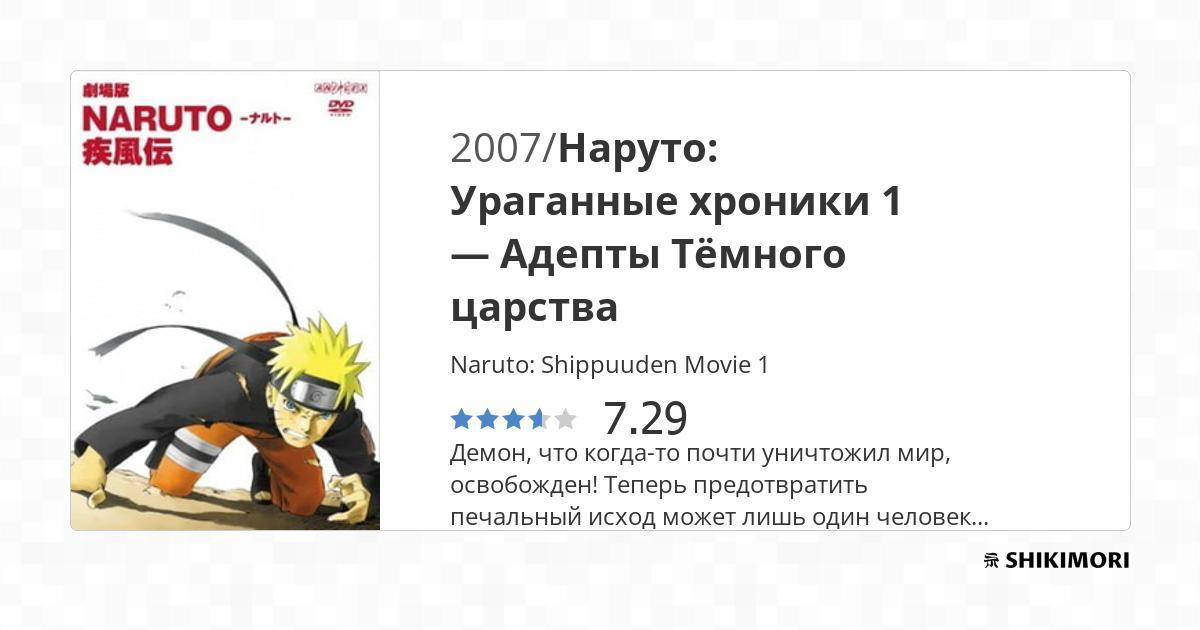 劇場版
NARUTO -ナルト-
疾風伝
DVD
VIDEO
2007/Наруто:
Ураганные хроники 1
— Адепты Тёмного
царства
Naruto: Shippuuden Movie 1
7.29
Демон, что когда-то почти уничтожил мир,
освобожден! Теперь предотвратить
печальный исход может лишь один человек...
SHIKIMORI